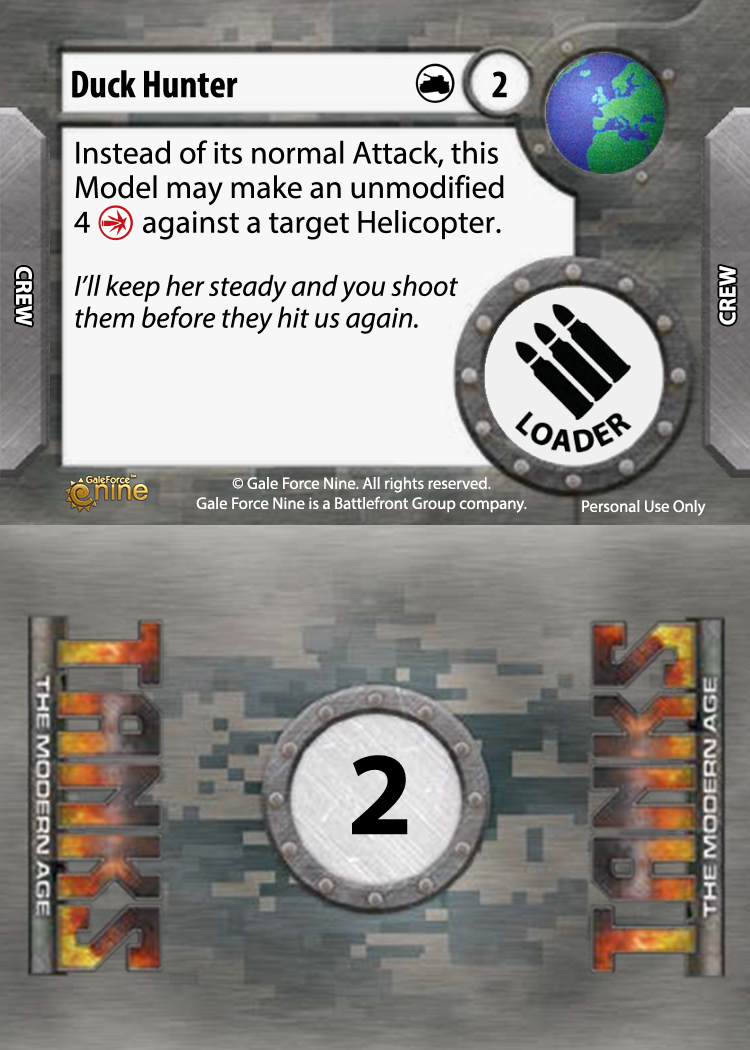 Duck Hunter
2
Instead of its normal Attack, this
Model may make an unmodified
4 against a target Helicopter.
I'll keep her steady and you shoot
them before they hit us again.
CREW
CREW
LOADER
GaleForce™
nine
© Gale Force Nine. All rights reserved.
Gale Force Nine is a Battlefront Group company.
Personal Use Only
TANKS
THE MODERN AGE
2
TANKS
THE MODERN AGE